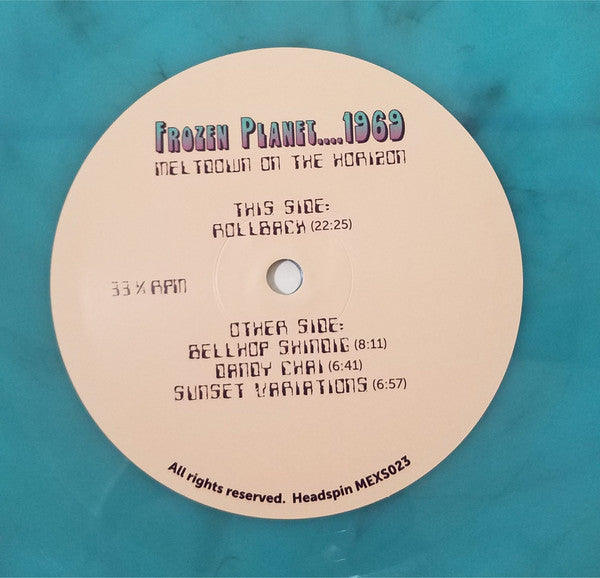 Frozen Planet....1969
Meltdown on the Horizon
This Side:
Rollback (22:25)
33 ⅓ RPM
Other Side:
Bellhop Shindig (8:11)
Dandy Chai (6:41)
Sunset Variations (6:57)
All rights reserved. Headspin MEXS023